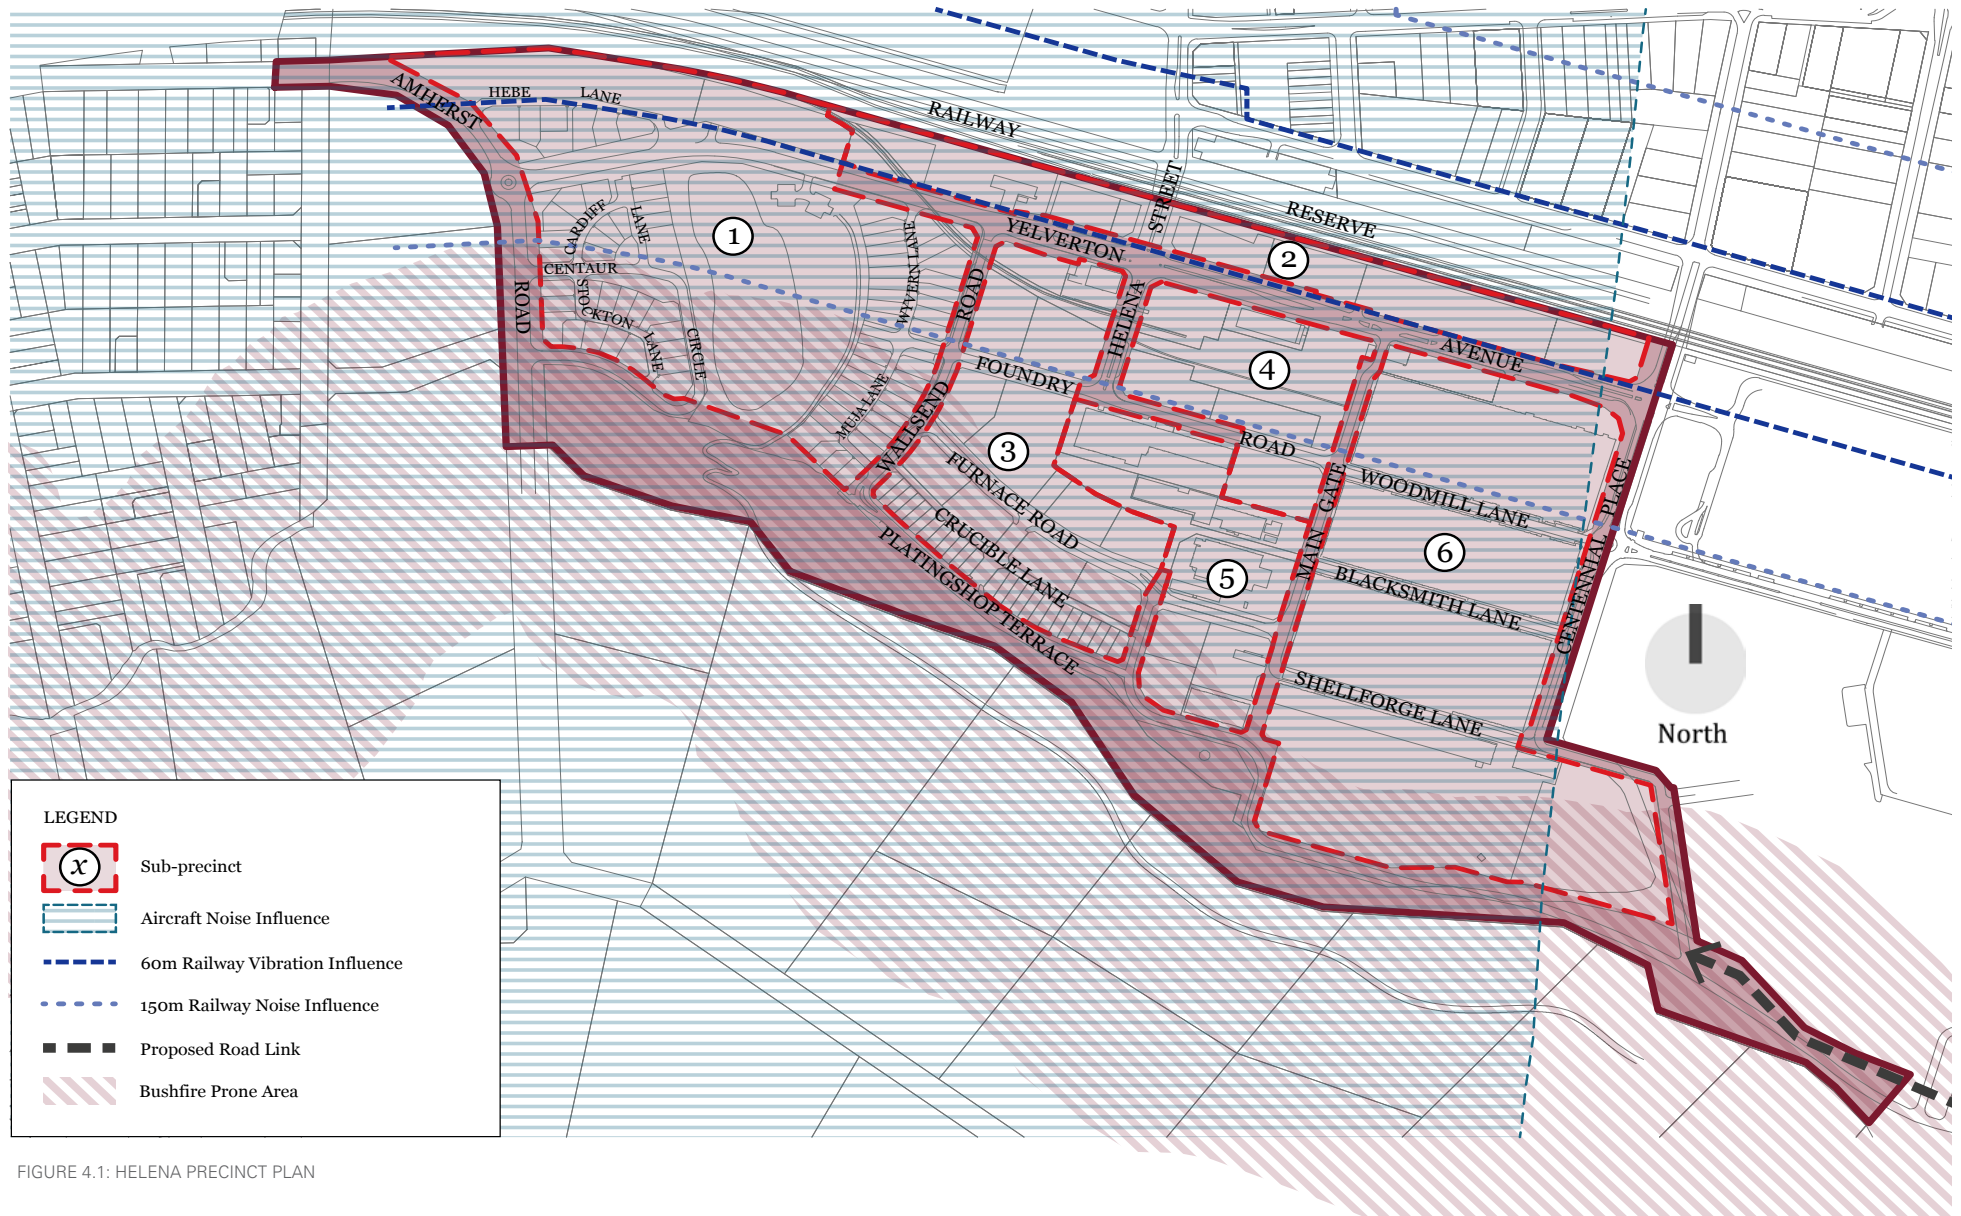 AMHERST
HEBE LANE
RAILWAY
RESERVE
STREET
CARDIFF
LANE
1
WYVERN LANE
YELVERTON
2
CENTAUR
STOCKTON
LANE
CIRCLE
ROAD
ROAD
HELENA
AVENUE
FOUNDRY
4
MUJA LANE
WALLSEND
3
ROAD
FURNACE ROAD
GATE
WOODMILL LANE
PLACE
CRUCIBLE LANE
PLATINGSHOP TERRACE
MAIN
5
6
BLACKSMITH LANE
CENTENNIAL
SHELLFORGE LANE
North
LEGEND
x Sub-precinct
Aircraft Noise Influence
60m Railway Vibration Influence
150m Railway Noise Influence
Proposed Road Link
Bushfire Prone Area
FIGURE 4.1: HELENA PRECINCT PLAN